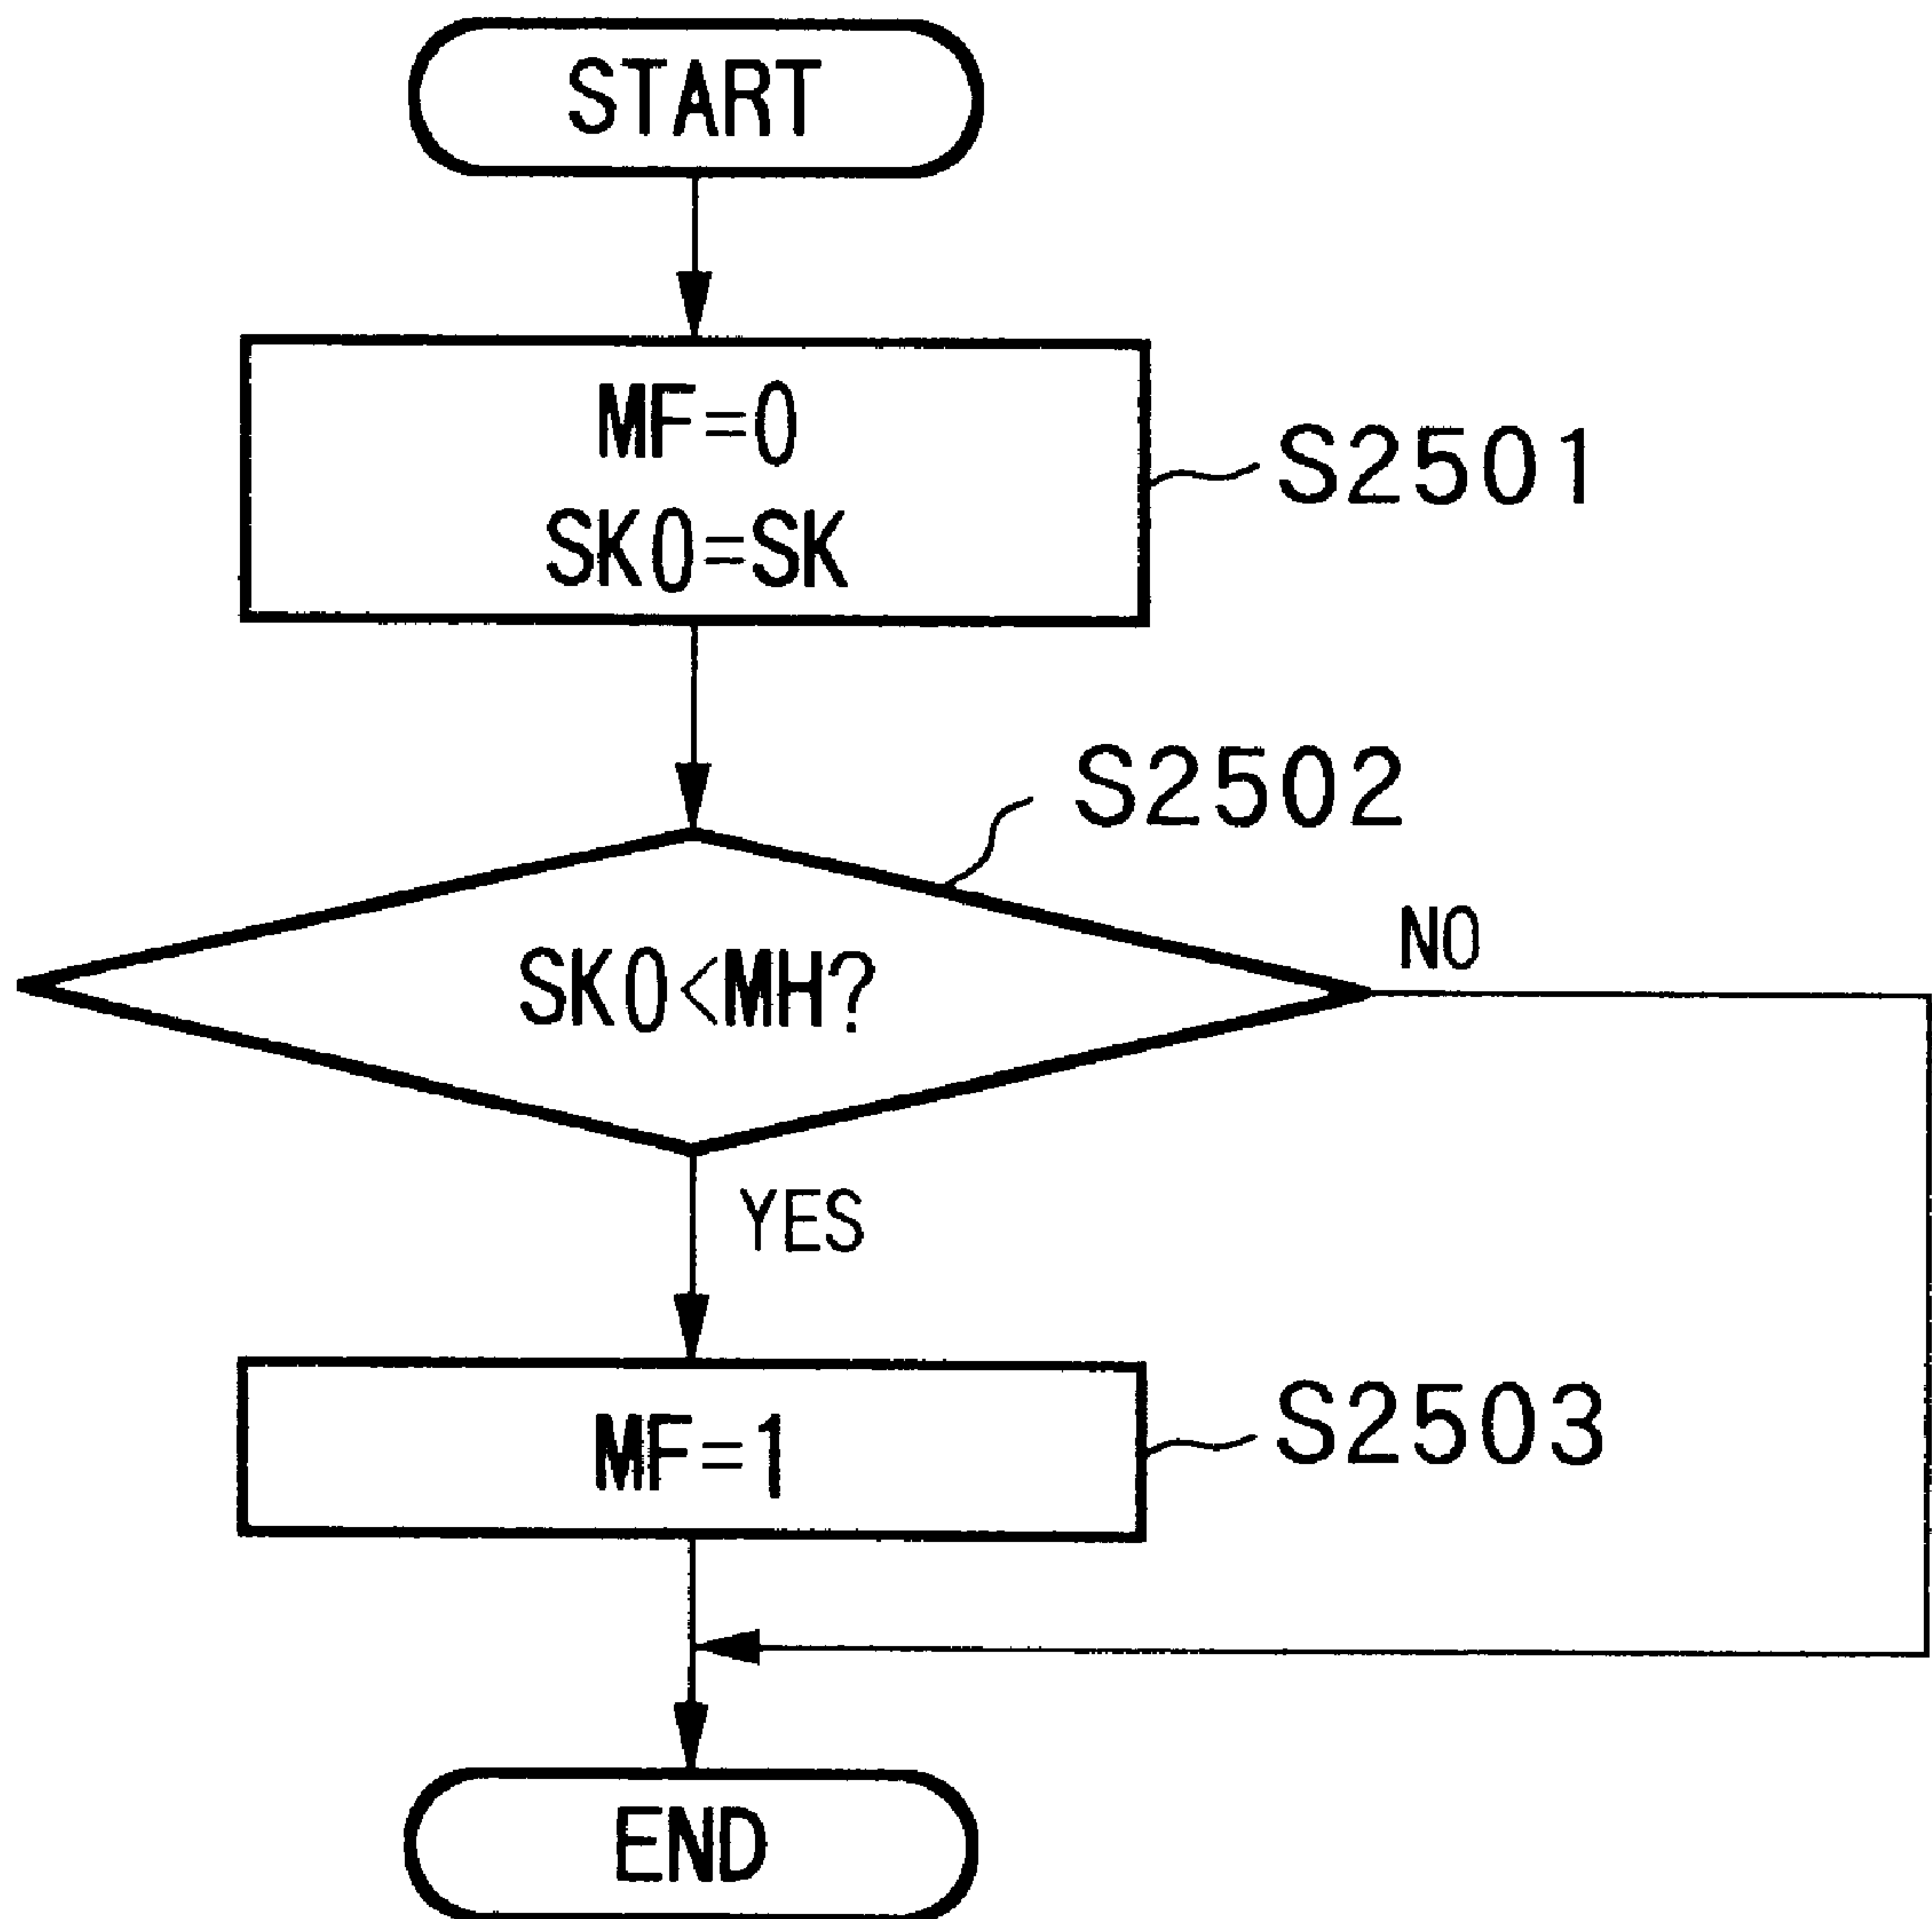 START
MF=0
SK0=SK
S2501
S2502
SK0<MH?
NO
YES
MF=1
S2503
END